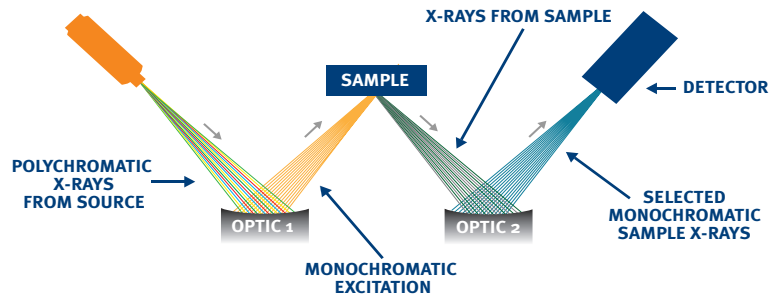 X-RAYS FROM SAMPLE
SAMPLE
DETECTOR
POLYCHROMATIC
X-RAYS
FROM SOURCE
OPTIC 1
OPTIC 2
SELECTED
MONOCHROMATIC
SAMPLE X-RAYS
MONOCHROMATIC
EXCITATION